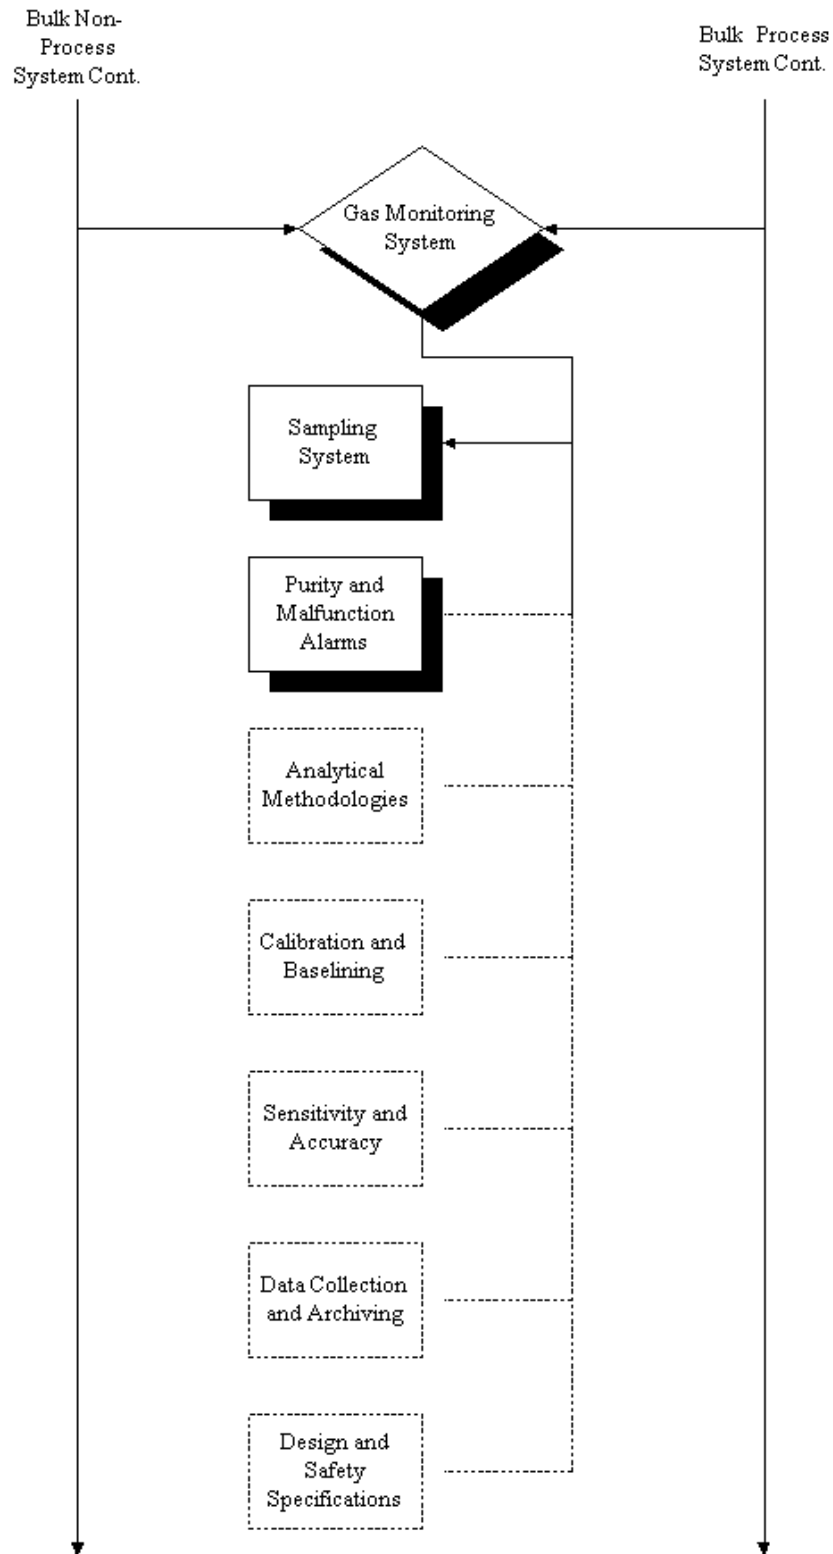 Bulk Non-
Process
System Cont.
Bulk Process
System Cont.
Gas Monitoring
System
Sampling
System
Purity and
Malfunction
Alarms
Analytical
Methodologies
Calibration and
Baselining
Sensitivity and
Accuracy
Data Collection
and Archiving
Design and
Safety
Specifications